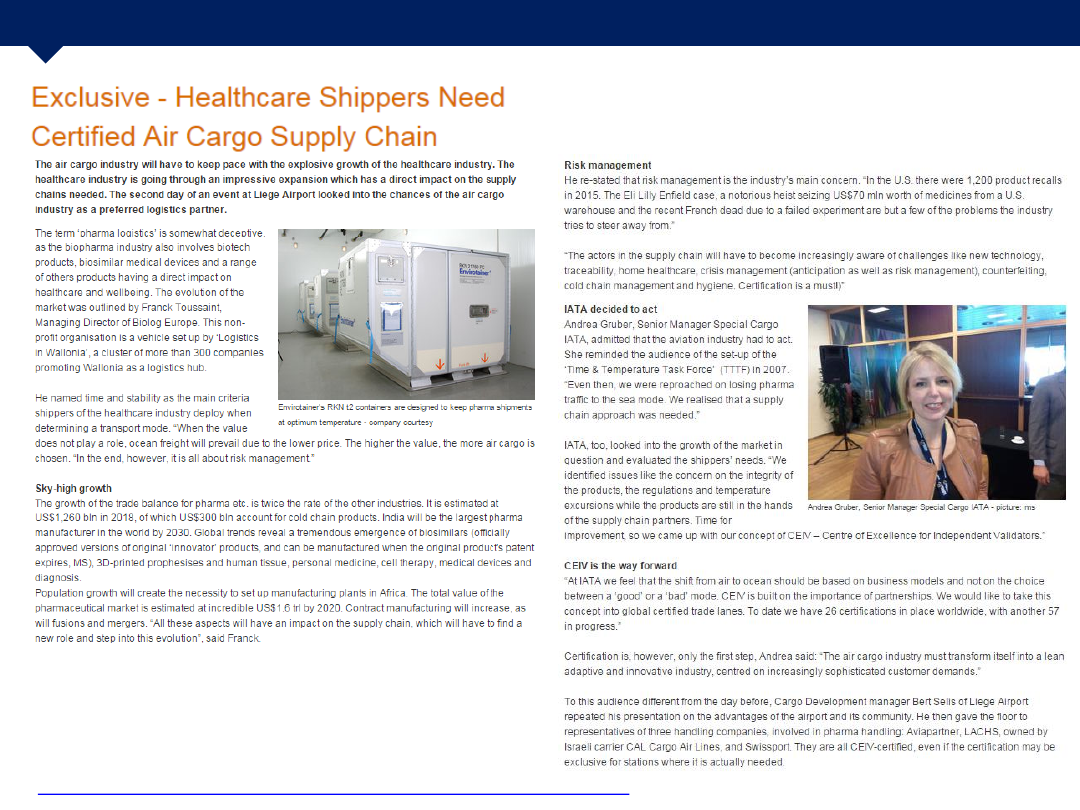 Exclusive - Healthcare Shippers Need
Certified Air Cargo Supply Chain
The air cargo industry will have to keep pace with the explosive growth of the healthcare industry. The
healthcare industry is going through an impressive expansion which has a direct impact on the supply
chains needed. The second day of an event at Liege Airport looked into the chances of the air cargo
industry as a preferred logistics partner.
The term ‘pharma logistics’ is somewhat deceptive,
as the biopharma industry also involves biotech
products, biosimilar medical devices and a range
of others products having a direct impact on
healthcare and wellbeing. The evolution of the
market was outlined by Franck Toussaint,
Managing Director of Biolog Europe. This non-
profit organisation is a vehicle set up by ‘Logistics
in Wallonia’, a cluster of more than 300 companies
promoting Wallonia as a logistics hub.
Envirotainer
Envirotainer's RKN t2 containers are designed to keep pharma shipments
at optimum temperature - company courtesy
He named time and stability as the main criteria
shippers of the healthcare industry deploy when
determining a transport mode. “When the value
does not play a role, ocean freight will prevail due to the lower price. The higher the value, the more air cargo is
chosen. “In the end, however, it is all about risk management.”
Sky-high growth
The growth of the trade balance for pharma etc. is twice the rate of the other industries. It is estimated at
US$1,260 bln in 2018, of which US$300 bln account for cold chain products. India will be the largest pharma
manufacturer in the world by 2030. Global trends reveal a tremendous emergence of biosimilars (officially
approved versions of original ‘innovator’ products, and can be manufactured when the original product's patent
expires, MS), 3D-printed prophesises and human tissue, personal medicine, cell therapy, medical devices and
diagnosis.
Population growth will create the necessity to set up manufacturing plants in Africa. The total value of the
pharmaceutical market is estimated at incredible US$1.6 trl by 2020. Contract manufacturing will increase, as
will fusions and mergers. “All these aspects will have an impact on the supply chain, which will have to find a
new role and step into this evolution”, said Franck.
Risk management
He re-stated that risk management is the industry's main concern. “In the U.S. there were 1,200 product recalls
in 2015. The Eli Lilly Enfield case, a notorious heist seizing US$70 mln worth of medicines from a U.S.
warehouse and the recent French dead due to a failed experiment are but a few of the problems the industry
tries to steer away from.”
“The actors in the supply chain will have to become increasingly aware of challenges like new technology,
traceability, home healthcare, crisis management (anticipation as well as risk management), counterfeiting,
cold chain management and hygiene. Certification is a must!)”
IATA decided to act
Andrea Gruber, Senior Manager Special Cargo
IATA, admitted that the aviation industry had to act.
She reminded the audience of the set-up of the
‘Time & Temperature Task Force’ (TTTF) in 2007.
“Even then, we were reproached on losing pharma
traffic to the sea mode. We realised that a supply
chain approach was needed.”
IATA, too, looked into the growth of the market in
question and evaluated the shippers' needs. “We
identified issues like the concern on the integrity of
the products, the regulations and temperature
excursions while the products are still in the hands
of the supply chain partners. Time for
improvement, so we came up with our concept of CEIV – Centre of Excellence for Independent Validators.”
Andrea Gruber, Senior Manager Special Cargo IATA - picture: ms
CEIV is the way forward
“At IATA we feel that the shift from air to ocean should be based on business models and not on the choice
between a ‘good’ or a ‘bad’ mode. CEIV is built on the importance of partnerships. We would like to take this
concept into global certified trade lanes. To date we have 26 certifications in place worldwide, with another 57
in progress.”
Certification is, however, only the first step, Andrea said: “The air cargo industry must transform itself into a lean
adaptive and innovative industry, centred on increasingly sophisticated customer demands.”
To this audience different from the day before, Cargo Development manager Bert Selis of Liege Airport
repeated his presentation on the advantages of the airport and its community. He then gave the floor to
representatives of three handling companies, involved in pharma handling: Aviapartner, LACHS, owned by
Israeli carrier CAL Cargo Air Lines, and Swissport. They are all CEIV-certified, even if the certification may be
exclusive for stations where it is actually needed.